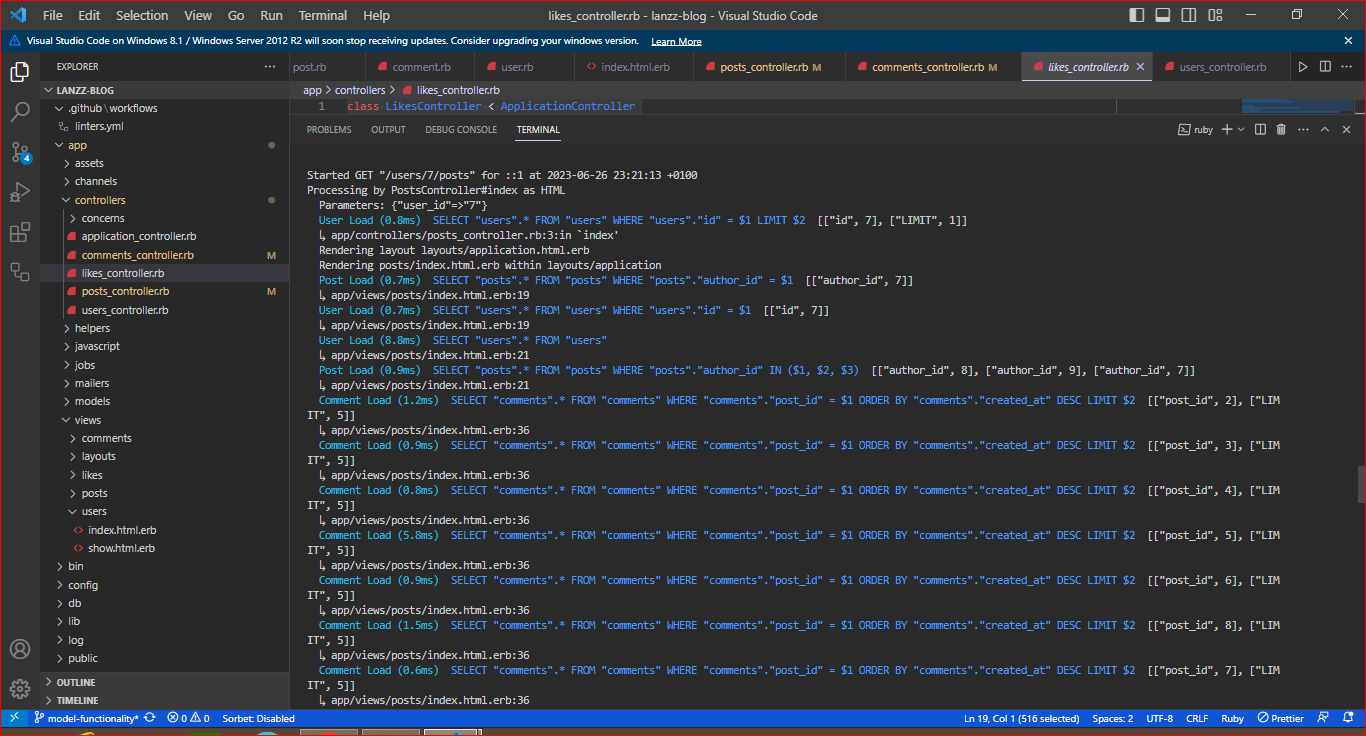 File Edit Selection View Go Run Terminal Help likes_controller.rb - lanzz-blog - Visual Studio Code
Visual Studio Code on Windows 8.1 / Windows Server 2012 R2 will soon stop receiving updates. Consider upgrading your windows version. Learn More
EXPLORER
LANZZ-BLOG
.github \ workflows
linters.yml
app
assets
channels
controllers
concerns
application_controller.rb
comments_controller.rb M
likes_controller.rb
posts_controller.rb M
users_controller.rb
helpers
javascript
jobs
mailers
models
views
comments
layouts
likes
posts
users
index.html.erb
show.html.erb
bin
config
db
lib
log
public
OUTLINE
TIMELINE
4
post.rb comment.rb user.rb index.html.erb posts_controller.rb M comments_controller.rb M likes_controller.rb users_controller.rb
app > controllers > likes_controller.rb
1 class LikesController < ApplicationController
PROBLEMS OUTPUT DEBUG CONSOLE TERMINAL ruby
Started GET "/users/7/posts" for ::1 at 2023-06-26 23:21:13 +0100
Processing by PostsController#index as HTML
Parameters: {"user_id"=>"7"}
User Load (0.8ms) SELECT "users".* FROM "users" WHERE "users"."id" = $1 LIMIT $2 [["id", 7], ["LIMIT", 1]]
↳ app/controllers/posts_controller.rb:3:in `index'
Rendering layout layouts/application.html.erb
Rendering posts/index.html.erb within layouts/application
Post Load (0.7ms) SELECT "posts".* FROM "posts" WHERE "posts"."author_id" = $1 [["author_id", 7]]
↳ app/views/posts/index.html.erb:19
User Load (0.7ms) SELECT "users".* FROM "users" WHERE "users"."id" = $1 [["id", 7]]
↳ app/views/posts/index.html.erb:19
User Load (8.8ms) SELECT "users".* FROM "users"
↳ app/views/posts/index.html.erb:21
Post Load (0.9ms) SELECT "posts".* FROM "posts" WHERE "posts"."author_id" IN ($1, $2, $3) [["author_id", 8], ["author_id", 9], ["author_id", 7]]
↳ app/views/posts/index.html.erb:21
Comment Load (1.2ms) SELECT "comments".* FROM "comments" WHERE "comments"."post_id" = $1 ORDER BY "comments"."created_at" DESC LIMIT $2 [["post_id", 2], ["LIM
IT", 5]]
↳ app/views/posts/index.html.erb:36
Comment Load (0.9ms) SELECT "comments".* FROM "comments" WHERE "comments"."post_id" = $1 ORDER BY "comments"."created_at" DESC LIMIT $2 [["post_id", 3], ["LIM
IT", 5]]
↳ app/views/posts/index.html.erb:36
Comment Load (0.8ms) SELECT "comments".* FROM "comments" WHERE "comments"."post_id" = $1 ORDER BY "comments"."created_at" DESC LIMIT $2 [["post_id", 4], ["LIM
IT", 5]]
↳ app/views/posts/index.html.erb:36
Comment Load (5.8ms) SELECT "comments".* FROM "comments" WHERE "comments"."post_id" = $1 ORDER BY "comments"."created_at" DESC LIMIT $2 [["post_id", 5], ["LIM
IT", 5]]
↳ app/views/posts/index.html.erb:36
Comment Load (0.9ms) SELECT "comments".* FROM "comments" WHERE "comments"."post_id" = $1 ORDER BY "comments"."created_at" DESC LIMIT $2 [["post_id", 6], ["LIM
IT", 5]]
↳ app/views/posts/index.html.erb:36
Comment Load (1.5ms) SELECT "comments".* FROM "comments" WHERE "comments"."post_id" = $1 ORDER BY "comments"."created_at" DESC LIMIT $2 [["post_id", 8], ["LIM
IT", 5]]
↳ app/views/posts/index.html.erb:36
Comment Load (0.6ms) SELECT "comments".* FROM "comments" WHERE "comments"."post_id" = $1 ORDER BY "comments"."created_at" DESC LIMIT $2 [["post_id", 7], ["LIM
IT", 5]]
↳ app/views/posts/index.html.erb:36
model-functionality* 0 0 Sorbet: Disabled Ln 19, Col 1 (516 selected) Spaces: 2 UTF-8 CRLF Ruby Prettier